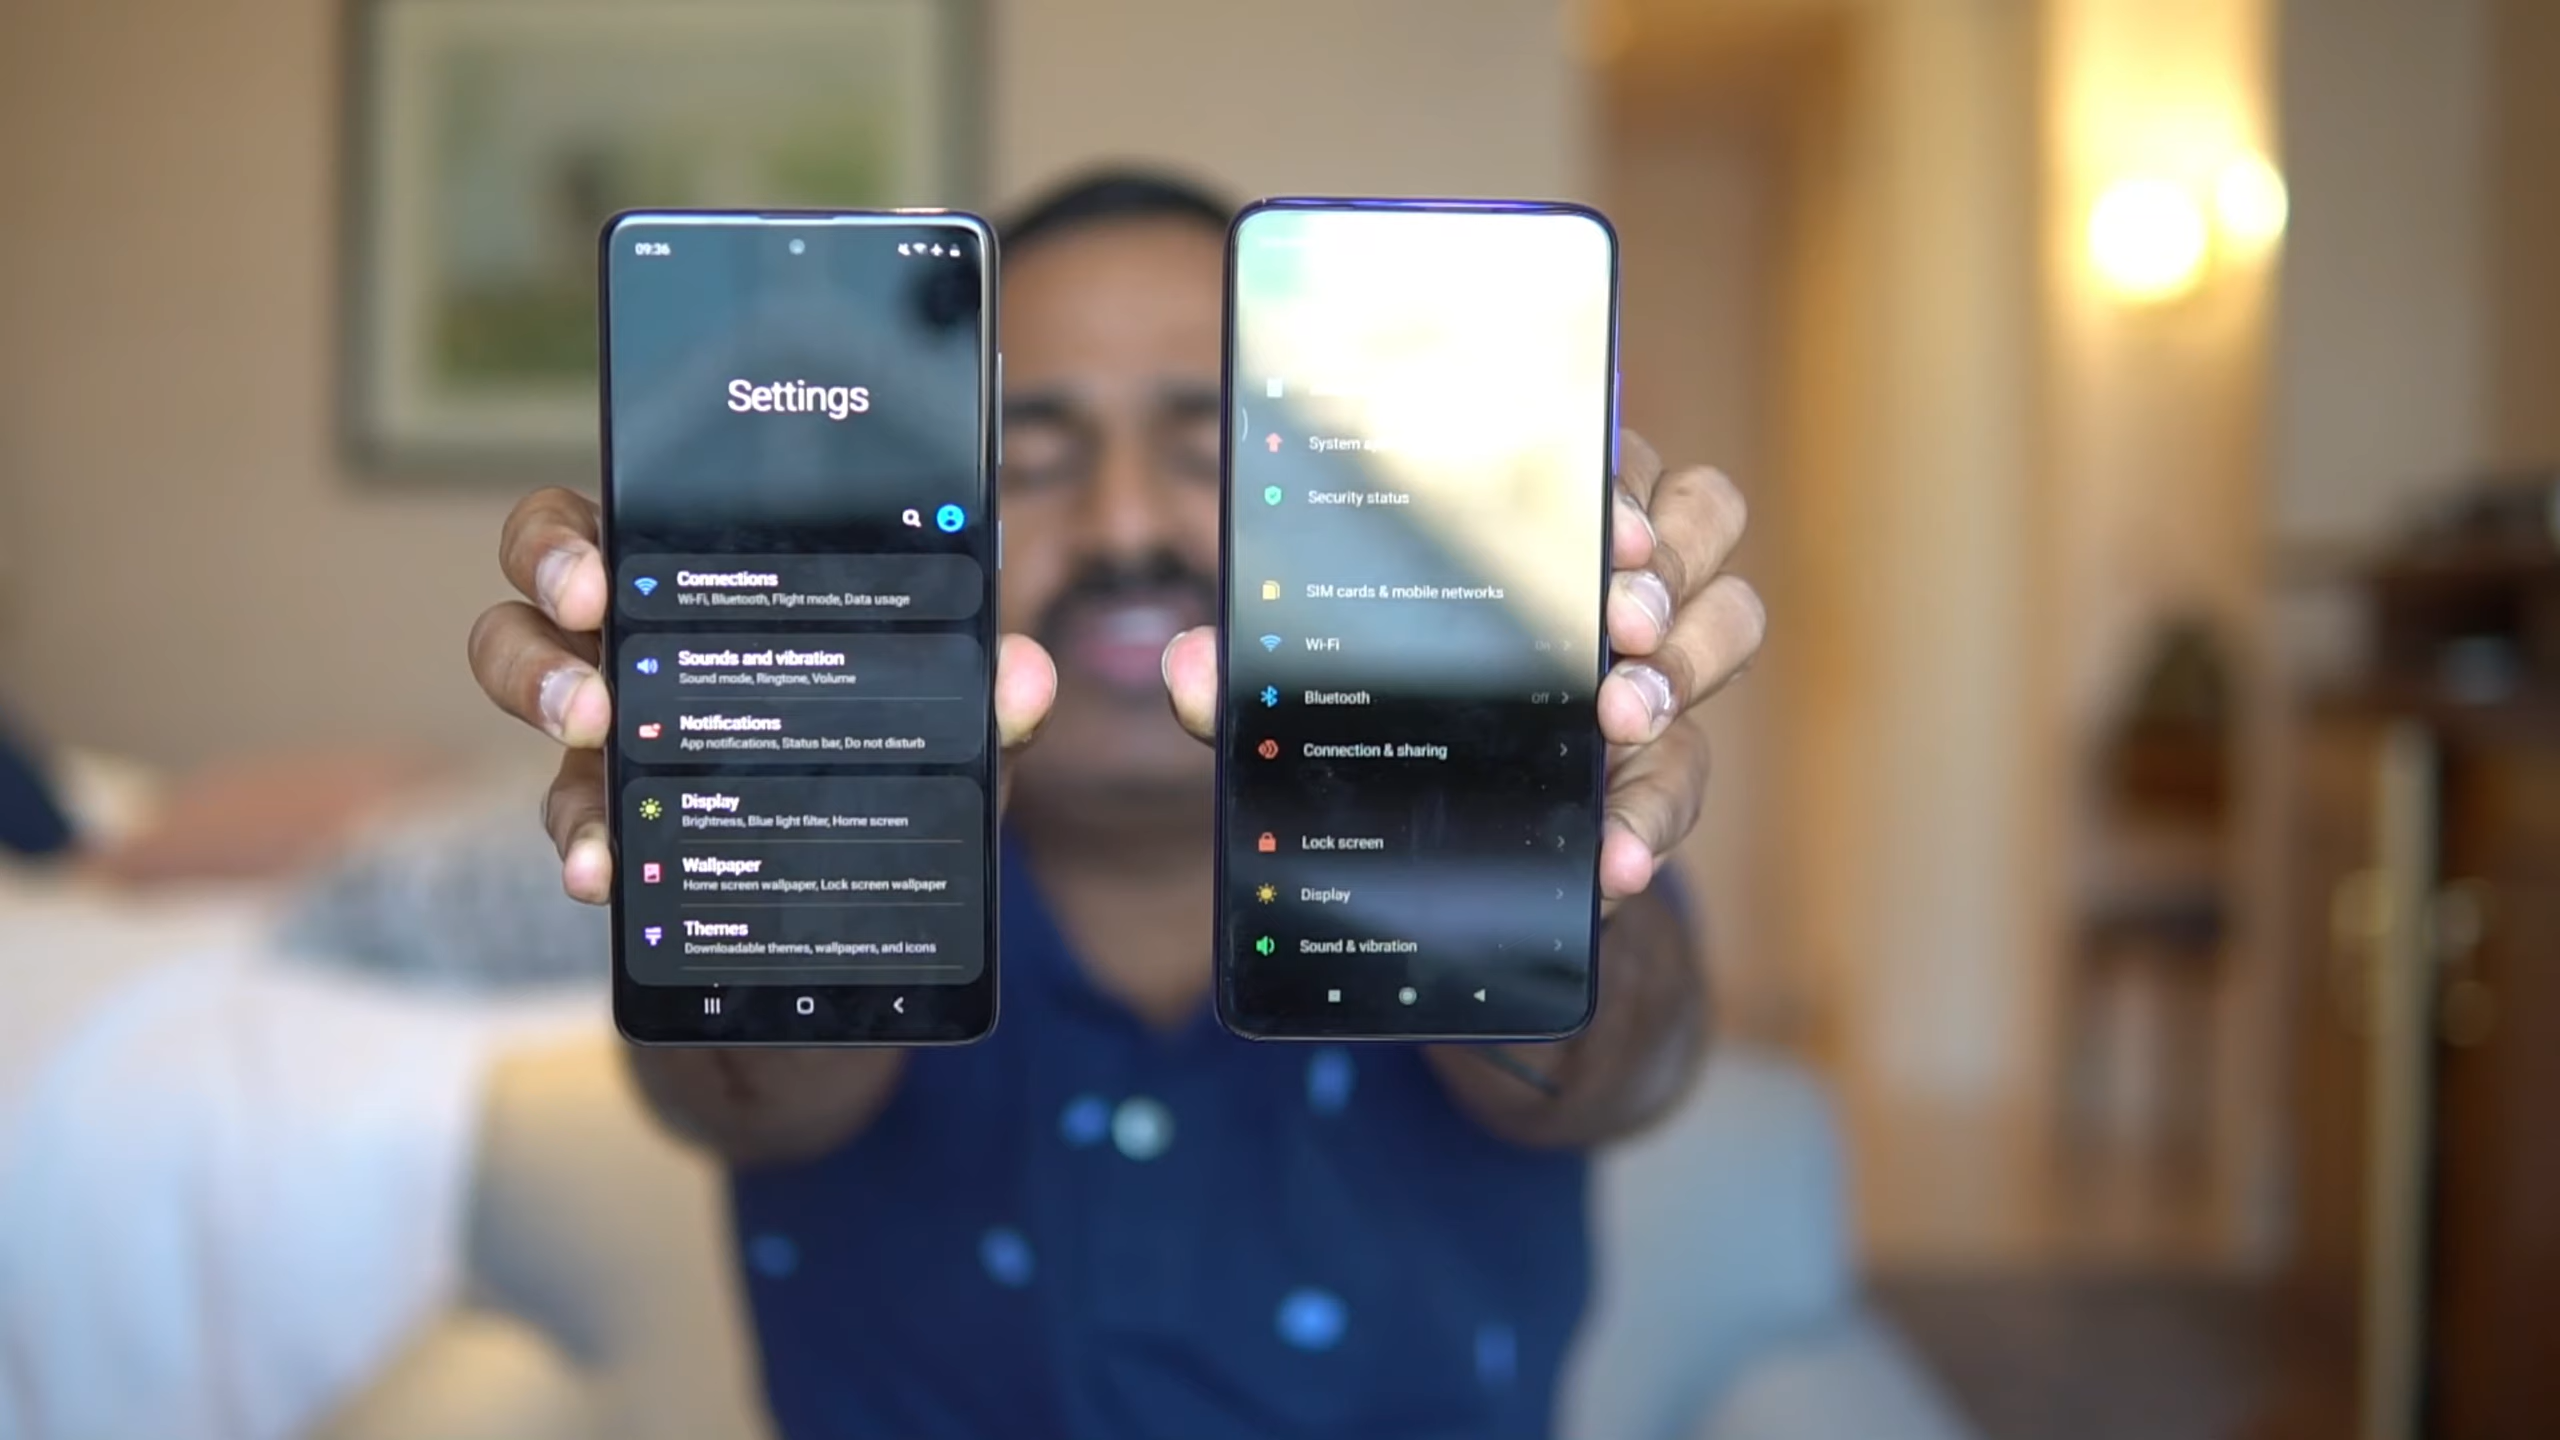 09:36
Settings
Connections
Wi-Fi, Bluetooth, Flight mode, Data usage
Sounds and vibration
Sound mode, Ringtone, Volume
Notifications
App notifications, Status bar, Do not disturb
Display
Brightness, Blue light filter, Home screen
Wallpaper
Home screen wallpaper, Lock screen wallpaper
Themes
Downloadable themes, wallpapers, and icons
System
Security status
SIM cards & mobile networks
Wi-Fi On
Bluetooth Off
Connection & sharing
Lock screen
Display
Sound & vibration